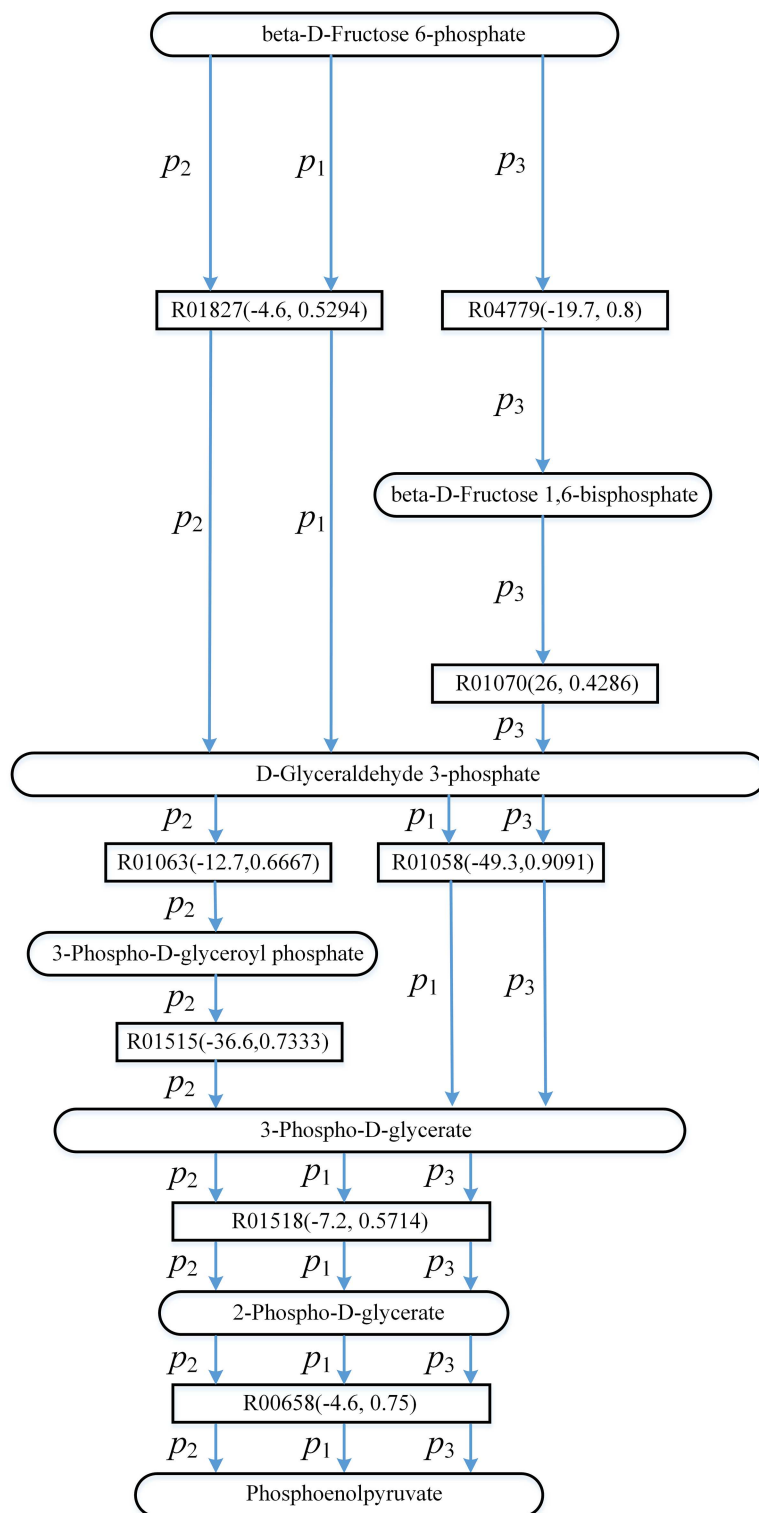 beta-D-Fructose 6-phosphate
p2 p1 p3
R01827(-4.6, 0.5294) R04779(-19.7, 0.8)
p3
beta-D-Fructose 1,6-bisphosphate
p2 p1
p3
R01070(26, 0.4286)
p3
D-Glyceraldehyde 3-phosphate
p2 p1 p3
R01063(-12.7,0.6667) R01058(-49.3,0.9091)
p2
3-Phospho-D-glyceroyl phosphate
p2 p1 p3
R01515(-36.6,0.7333)
p2
3-Phospho-D-glycerate
p2 p1 p3
R01518(-7.2, 0.5714)
p2 p1 p3
2-Phospho-D-glycerate
p2 p1 p3
R00658(-4.6, 0.75)
p2 p1 p3
Phosphoenolpyruvate